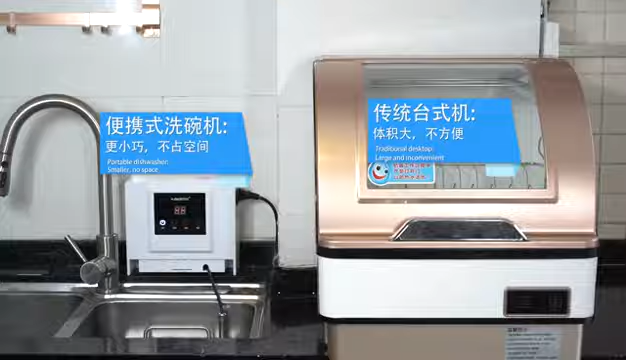 便携式洗碗机:
更小巧，不占空间
Portable dishwasher:
Smaller, no space
传统台式机:
体积大，不方便
Traditional desktop:
Large and inconvenient